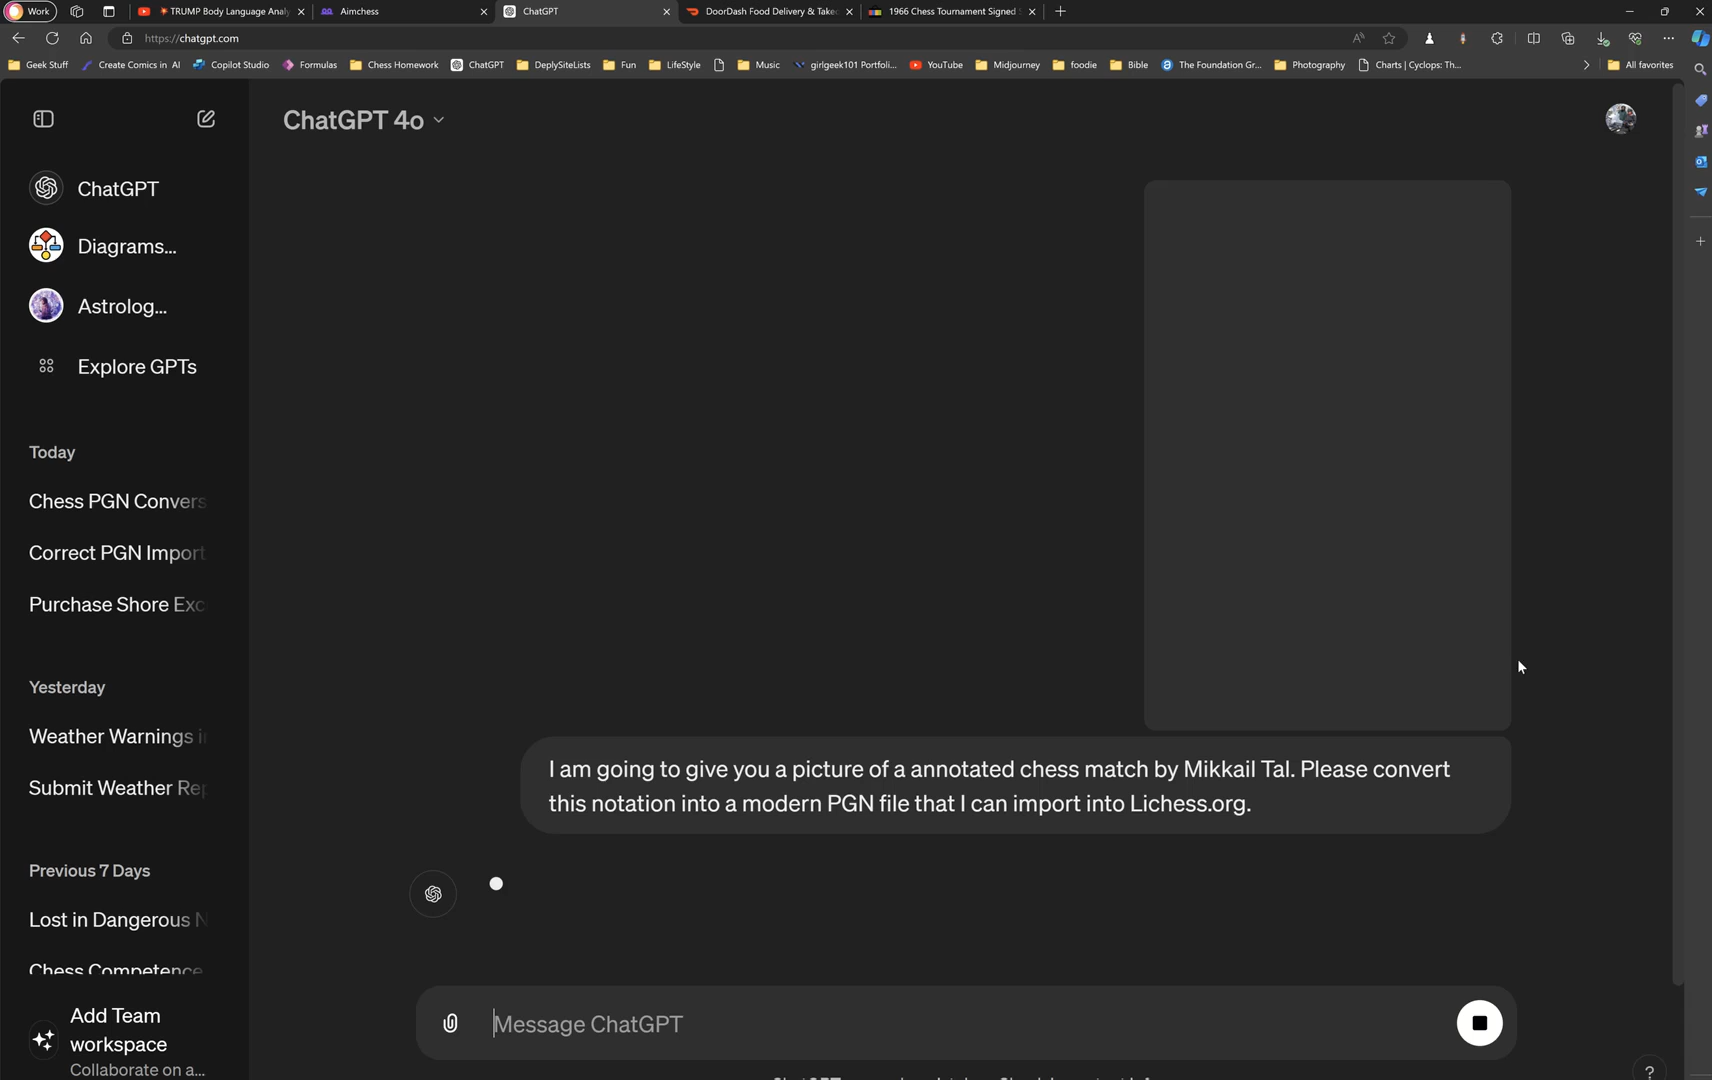 Work
TRUMP Body Language Analy
Aimchess
ChatGPT
DoorDash Food Delivery & Take
1966 Chess Tournament Signed
https://chatgpt.com
Geek Stuff
Create Comics in AI
Copilot Studio
Formulas
Chess Homework
ChatGPT
DeplySiteLists
Fun
LifeStyle
Music
girlgeek101 Portfoli...
YouTube
Midjourney
foodie
Bible
The Foundation Gr...
Photography
Charts | Cyclops: Th...
All favorites
ChatGPT 4o
ChatGPT
Diagrams...
Astrolog...
Explore GPTs
Today
Chess PGN Convers
Correct PGN Import
Purchase Shore Exc
Yesterday
Weather Warnings i
Submit Weather Rep
Previous 7 Days
Lost in Dangerous N
Chess Competence
Add Team
workspace
Collaborate on a...
I am going to give you a picture of a annotated chess match by Mikkail Tal. Please convert
this notation into a modern PGN file that I can import into Lichess.org.
Message ChatGPT
?